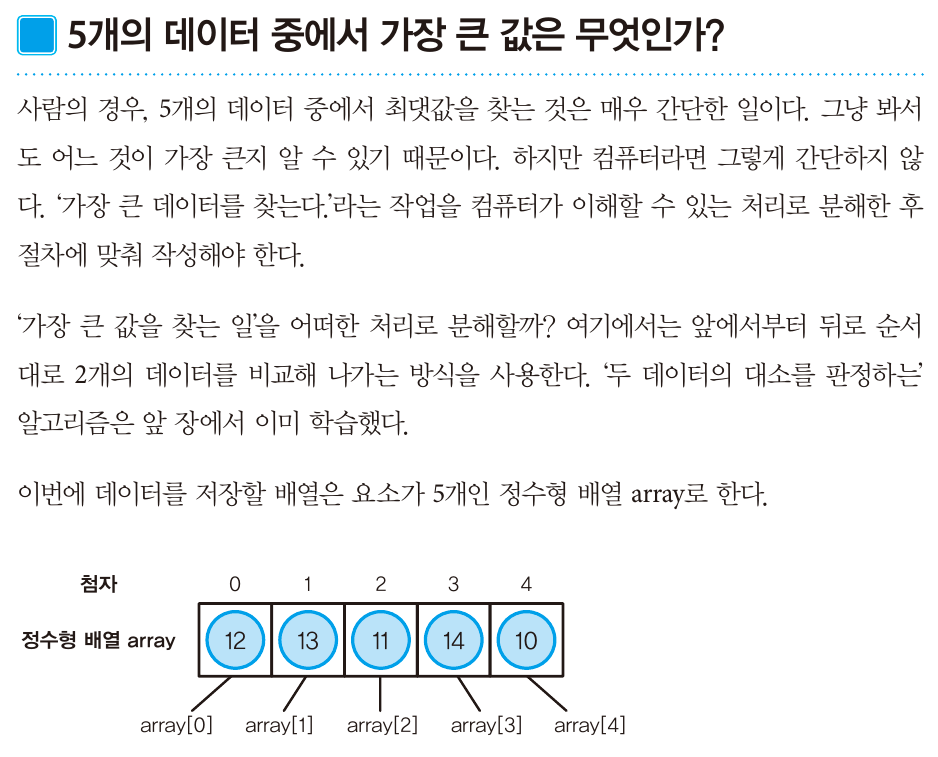 5개의 데이터 중에서 가장 큰 값은 무엇인가?
사람의 경우, 5개의 데이터 중에서 최댓값을 찾는 것은 매우 간단한 일이다. 그냥 봐서
도 어느 것이 가장 큰지 알 수 있기 때문이다. 하지만 컴퓨터라면 그렇게 간단하지 않
다. ‘가장 큰 데이터를 찾는다.’라는 작업을 컴퓨터가 이해할 수 있는 처리로 분해한 후
절차에 맞춰 작성해야 한다.
‘가장 큰 값을 찾는 일’을 어떠한 처리로 분해할까? 여기에서는 앞에서부터 뒤로 순서
대로 2개의 데이터를 비교해 나가는 방식을 사용한다. ‘두 데이터의 대소를 판정하는’
알고리즘은 앞 장에서 이미 학습했다.
이번에 데이터를 저장할 배열은 요소가 5개인 정수형 배열 array로 한다.
첨자 0 1 2 3 4
정수형 배열 array 12 13 11 14 10
array[0] array[1] array[2] array[3] array[4]